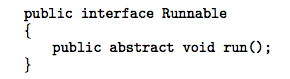 public interface Runnable
{
    public abstract void run();
}